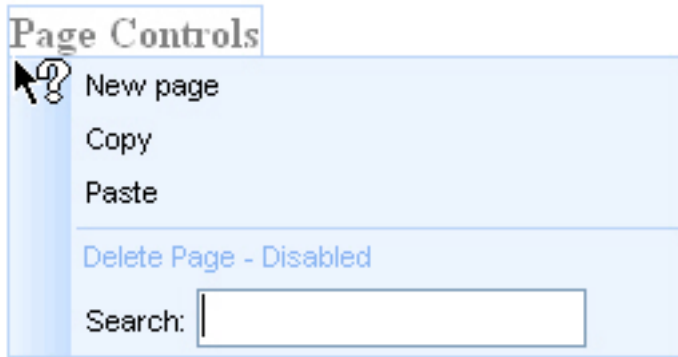 Page Controls
New page
Copy
Paste
Delete Page - Disabled
Search: